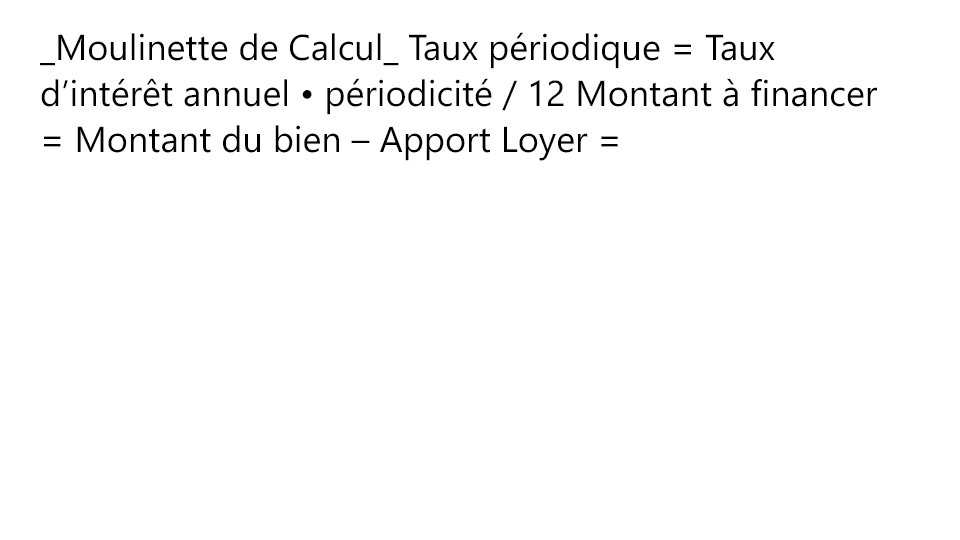 _Moulinette de Calcul_ Taux périodique = Taux
d’intérêt annuel • périodicité / 12 Montant à financer
= Montant du bien – Apport Loyer =